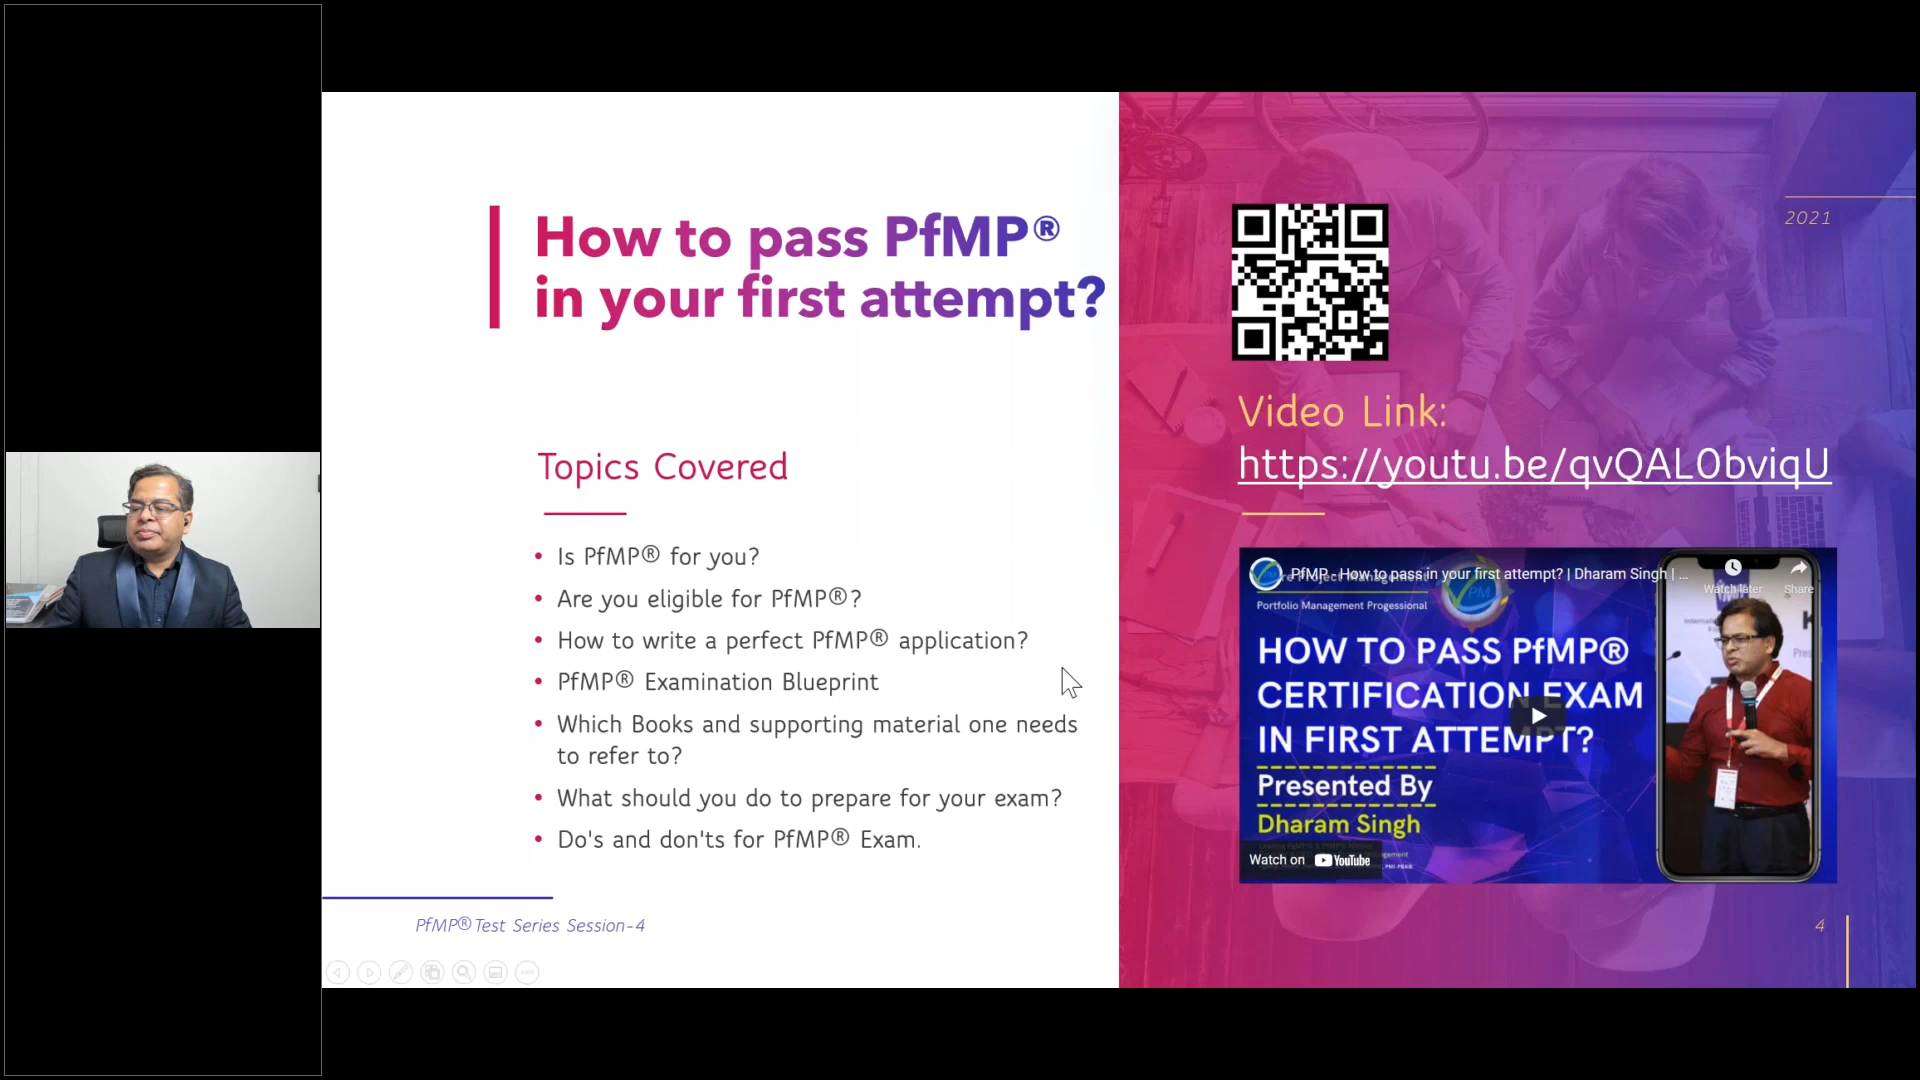 How to pass PfMP®
in your first attempt?
Topics Covered
• Is PfMP® for you?
• Are you eligible for PfMP®?
• How to write a perfect PfMP® application?
• PfMP® Examination Blueprint
• Which Books and supporting material one needs
to refer to?
• What should you do to prepare for your exam?
• Do's and don'ts for PfMP® Exam.
PfMP® Test Series Session-4
2021
Video Link:
https://youtu.be/qvQAL0bviqU
PfMP - How to pass in your first attempt? | Dharam Singh | ...
Watch later
Share
Portfolio Management Progessional
HOW TO PASS PfMP®
CERTIFICATION EXAM
IN FIRST ATTEMPT?
Presented By
Dharam Singh
Watch on YouTube
4